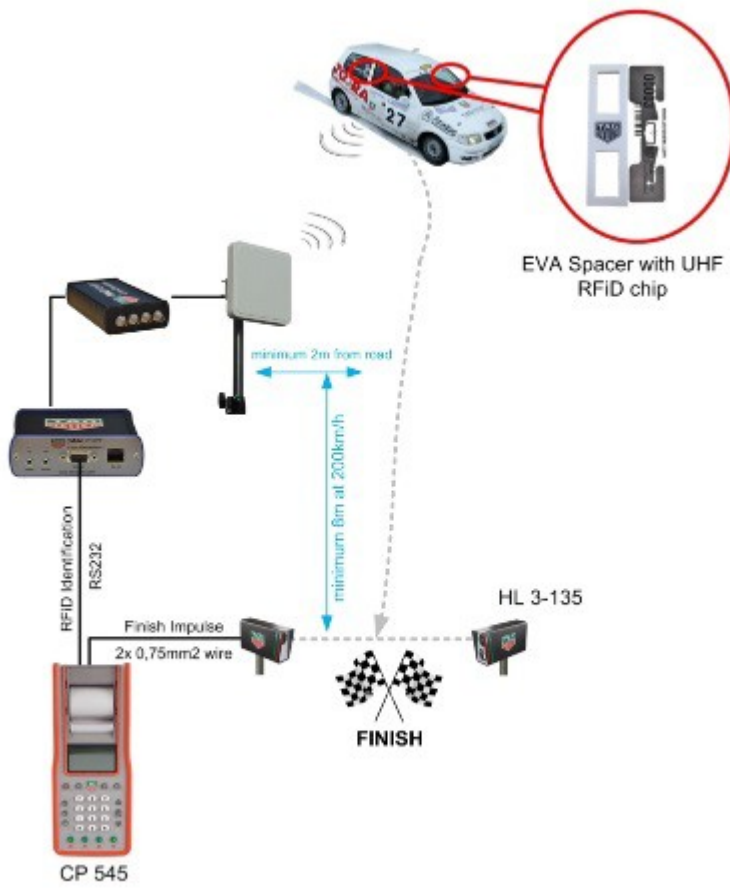 27
EVA Spacer with UHF
RFiD chip
minimum 2m from road
minimum 6m at 200km/h
RFiD Identification
RS232
HL 3-135
Finish Impulse
2x 0,75mm2 wire
FINISH
CP 545